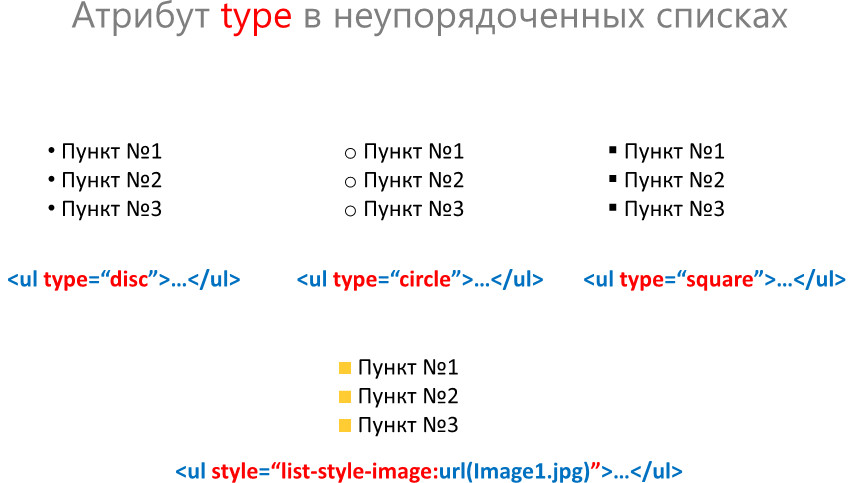 Атрибут type в неупорядоченных списках
• Пункт №1
• Пункт №2
• Пункт №3
<ul type=“disc”>…</ul>
○ Пункт №1
○ Пункт №2
○ Пункт №3
<ul type=“circle”>…</ul>
▪ Пункт №1
▪ Пункт №2
▪ Пункт №3
<ul type=“square”>…</ul>
Пункт №1
Пункт №2
Пункт №3
<ul style=“list-style-image:url(Image1.jpg)”>…</ul>